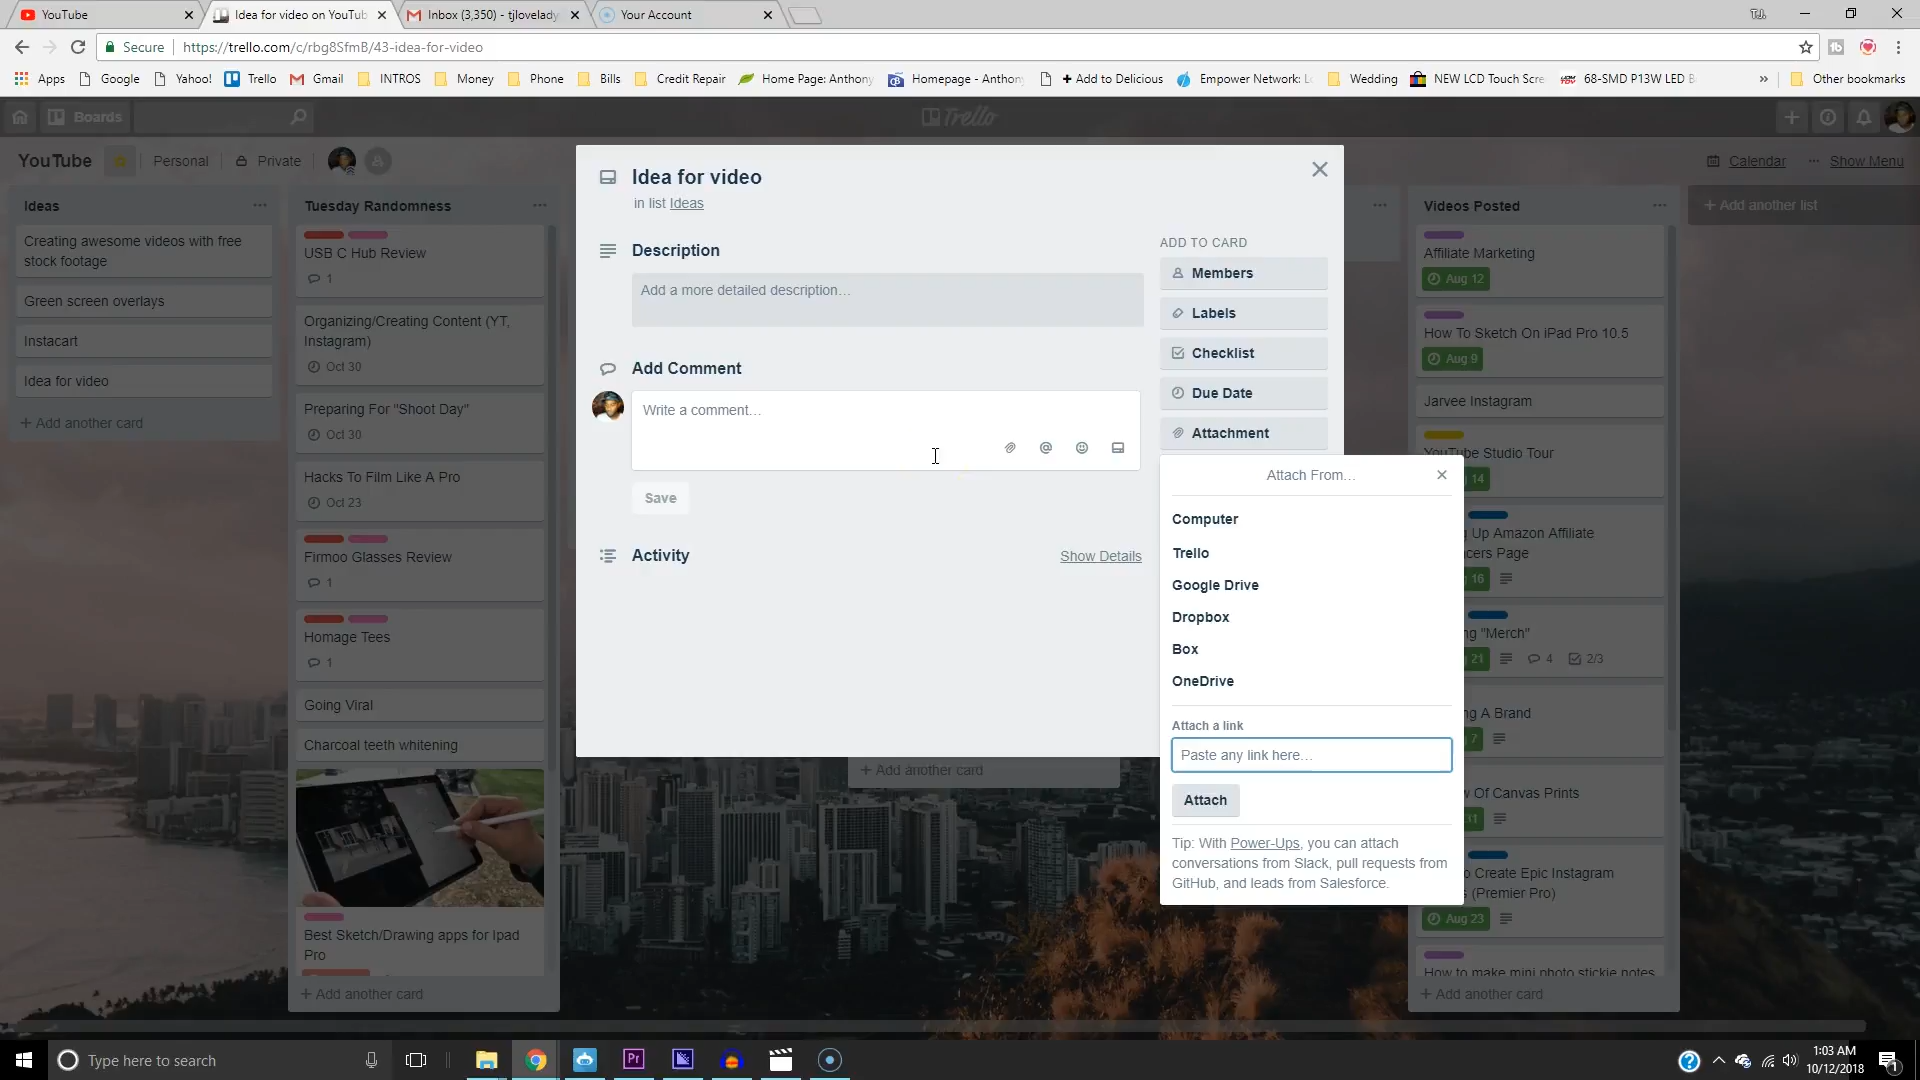 YouTube
Idea for video on YouTub
Inbox (3,350) - tjlovelady
Your Account
T.J.
Secure
https://trello.com/c/rbg8SfmB/43-idea-for-video
Apps
Google
Yahoo!
Trello
Gmail
INTROS
Money
Phone
Bills
Credit Repair
Home Page: Anthony
Homepage - Anthony
+ Add to Delicious
Empower Network: L
Wedding
NEW LCD Touch Scre
68-SMD P13W LED B
»
Other bookmarks
Boards
Trello
YouTube
Personal
Private
Calendar
Show Menu
Ideas
Creating awesome videos with free
stock footage
Green screen overlays
Instacart
Idea for video
+ Add another card
Tuesday Randomness
USB C Hub Review
1
Organizing/Creating Content (YT,
Instagram)
Oct 30
Preparing For "Shoot Day"
Oct 30
Hacks To Film Like A Pro
Oct 23
Firmoo Glasses Review
1
Homage Tees
1
Going Viral
Charcoal teeth whitening
Best Sketch/Drawing apps for Ipad
Pro
+ Add another card
Idea for video
in list Ideas
Description
Add a more detailed description…
Add Comment
Write a comment…
Save
Activity
Show Details
+ Add another card
ADD TO CARD
Members
Labels
Checklist
Due Date
Attachment
Attach From…
Computer
Trello
Google Drive
Dropbox
Box
OneDrive
Attach a link
Paste any link here…
Attach
Tip: With Power-Ups, you can attach
conversations from Slack, pull requests from
GitHub, and leads from Salesforce.
Videos Posted
Affiliate Marketing
Aug 12
How To Sketch On iPad Pro 10.5
Aug 9
Jarvee Instagram
YouTube Studio Tour
14
Up Amazon Affiliate
Page
16
"Merch"
21
4
2/3
A Brand
7
Of Canvas Prints
31
Create Epic Instagram
(Premier Pro)
Aug 23
How to make mini photo stickie notes
+ Add another card
+ Add another list
Type here to search
Pr
1:03 AM
10/12/2018
1